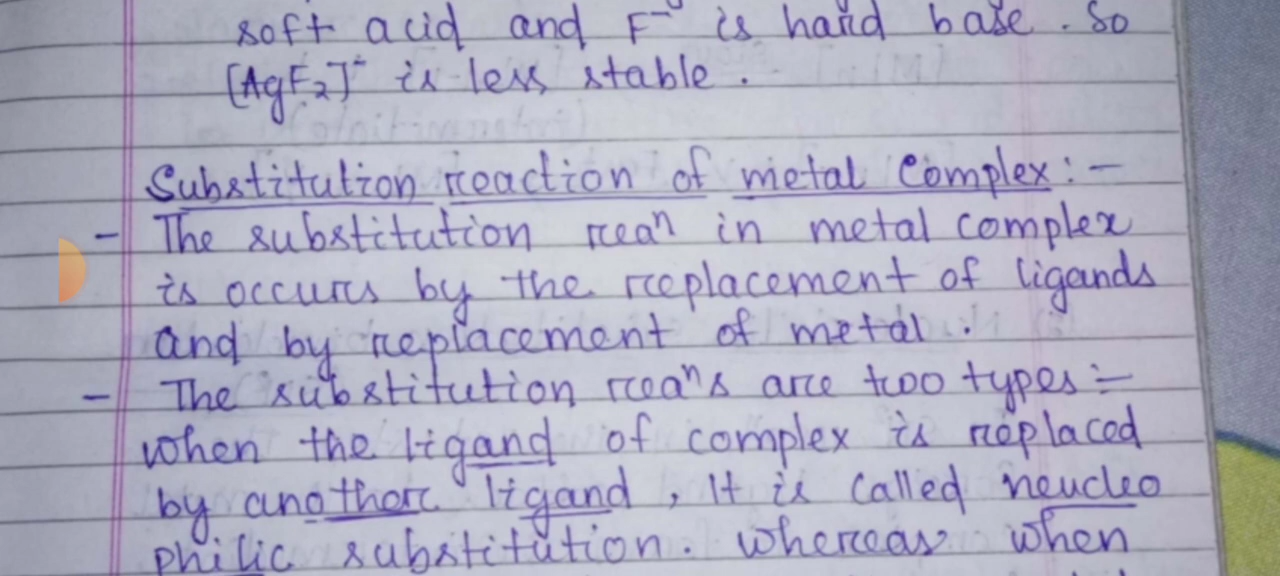 soft acid and F⁻ is hard base. So
[AgF₂]⁻ is less stable.
Substitution reaction of metal Complex:-
- The substitution reaⁿ in metal complex
is occurs by the replacement of ligands
and by replacement of metal.
- The substitution reaⁿs are two types:-
when the ligand of complex is replaced
by another ligand, It is called neucleo
philic substitution. whereas when